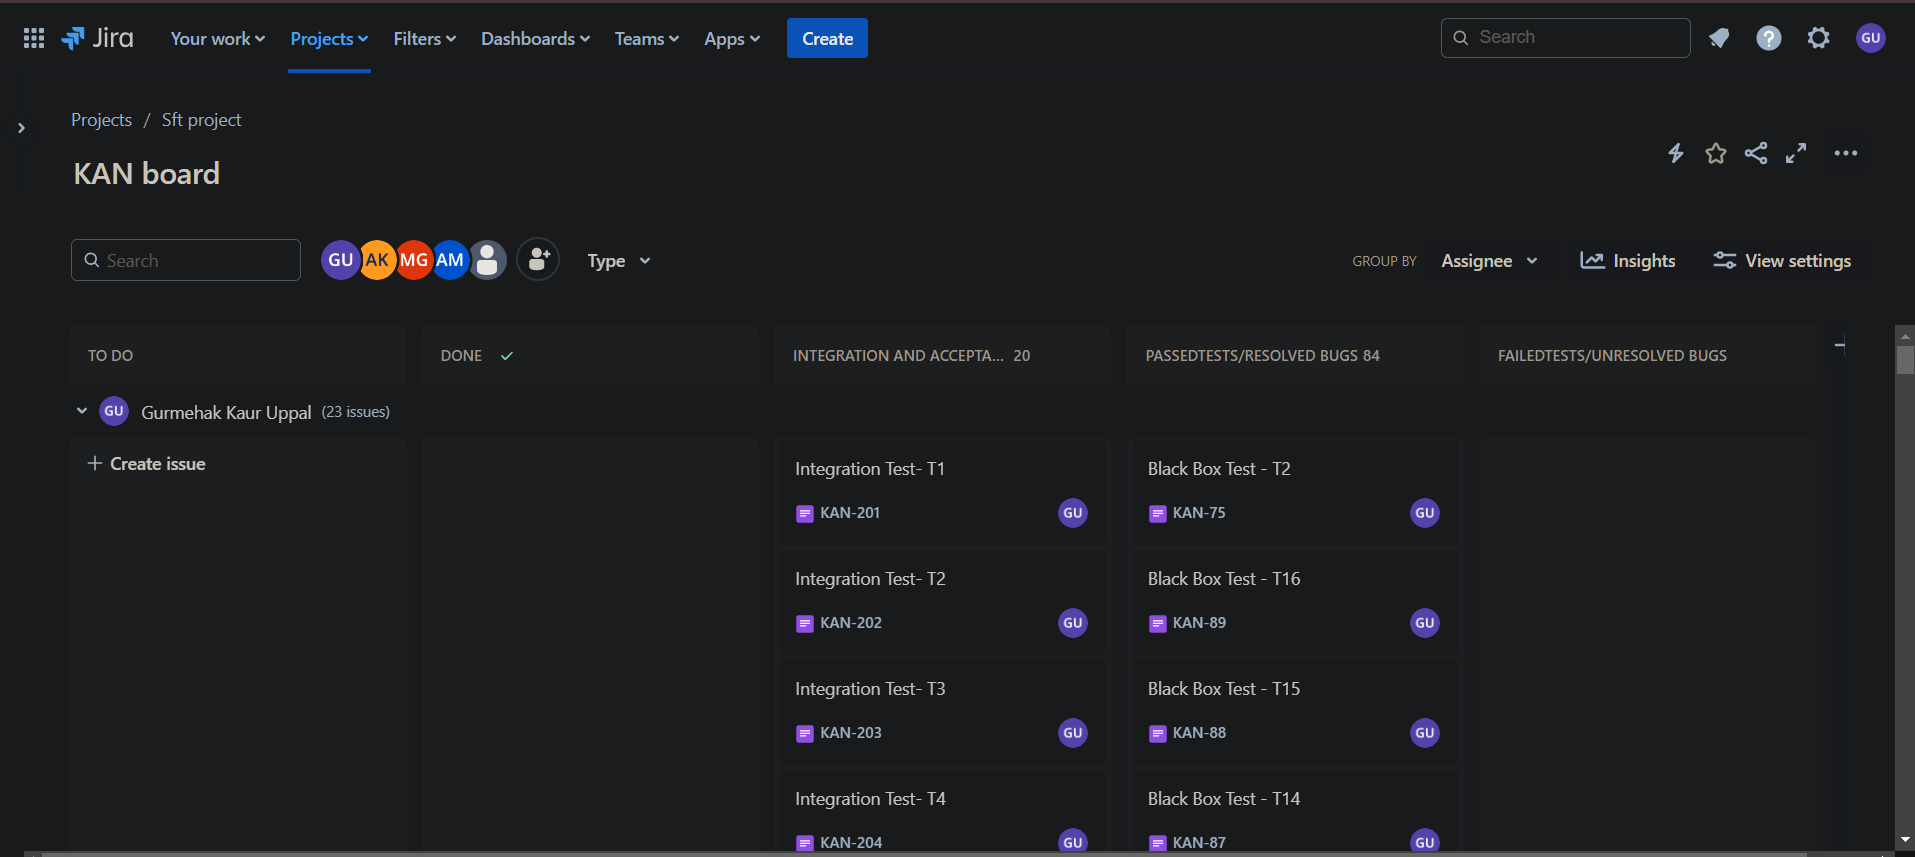 Jira Your work Projects Filters Dashboards Teams Apps Create Search ? GU
Projects / Sft project
KAN board
Search GU AK MG AM Type GROUP BY Assignee Insights View settings
TO DO DONE INTEGRATION AND ACCEPTA... 20 PASSEDTESTS/RESOLVED BUGS 84 FAILEDTESTS/UNRESOLVED BUGS
GU Gurmehak Kaur Uppal (23 issues)
+ Create issue
Integration Test- T1
KAN-201 GU
Integration Test- T2
KAN-202 GU
Integration Test- T3
KAN-203 GU
Integration Test- T4
KAN-204 GU
Black Box Test - T2
KAN-75 GU
Black Box Test - T16
KAN-89 GU
Black Box Test - T15
KAN-88 GU
Black Box Test - T14
KAN-87 GU